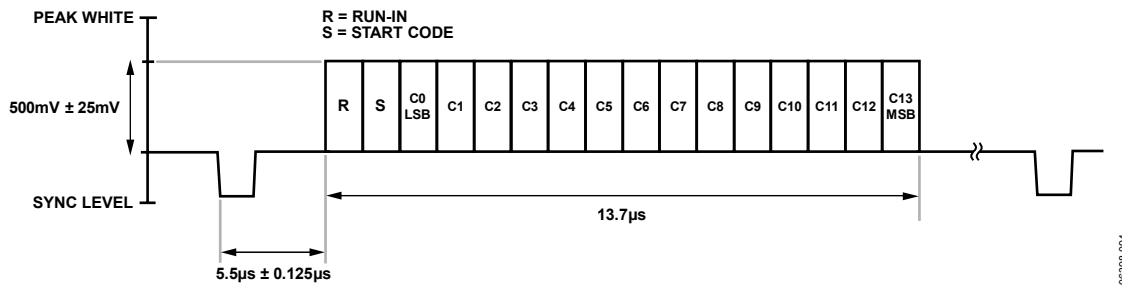 PEAK WHITE
R = RUN-IN
S = START CODE
500mV ± 25mV
R
S
C0
LSB
C1
C2
C3
C4
C5
C6
C7
C8
C9
C10
C11
C12
C13
MSB
SYNC LEVEL
13.7µs
5.5µs ± 0.125µs